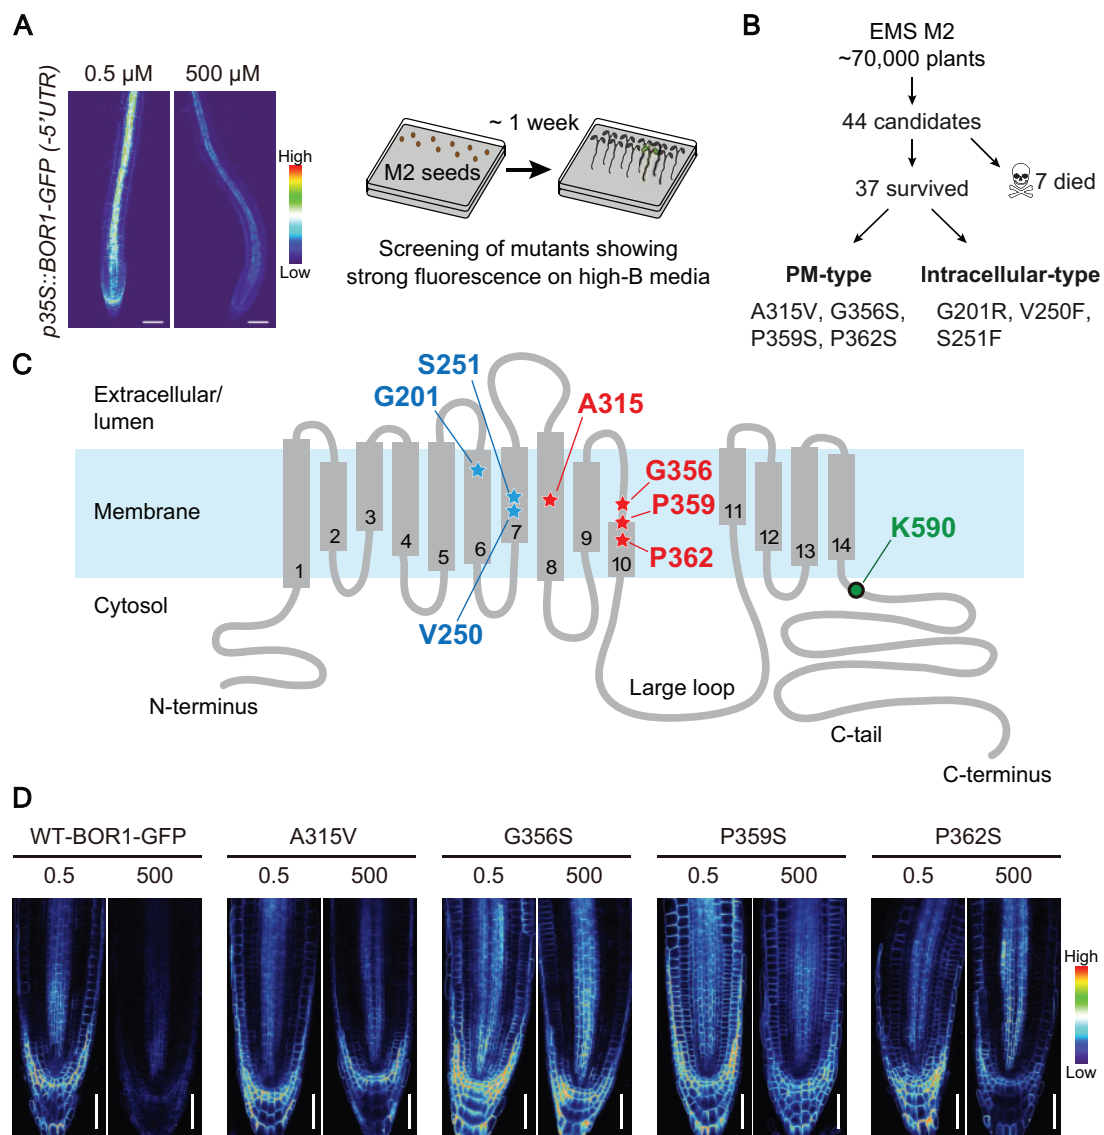 A
p35S::BOR1-GFP (-5'UTR)
0.5 µM
500 µM
High
Low
M2 seeds
~ 1 week
Screening of mutants showing
strong fluorescence on high-B media
B
EMS M2
~70,000 plants
44 candidates
37 survived
7 died
PM-type
A315V, G356S,
P359S, P362S
Intracellular-type
G201R, V250F,
S251F
C
Extracellular/
lumen
Membrane
Cytosol
S251
G201
A315
G356
P359
P362
K590
V250
1
2
3
4
5
6
7
8
9
10
11
12
13
14
N-terminus
Large loop
C-tail
C-terminus
D
WT-BOR1-GFP
0.5
500
A315V
0.5
500
G356S
0.5
500
P359S
0.5
500
P362S
0.5
500
High
Low